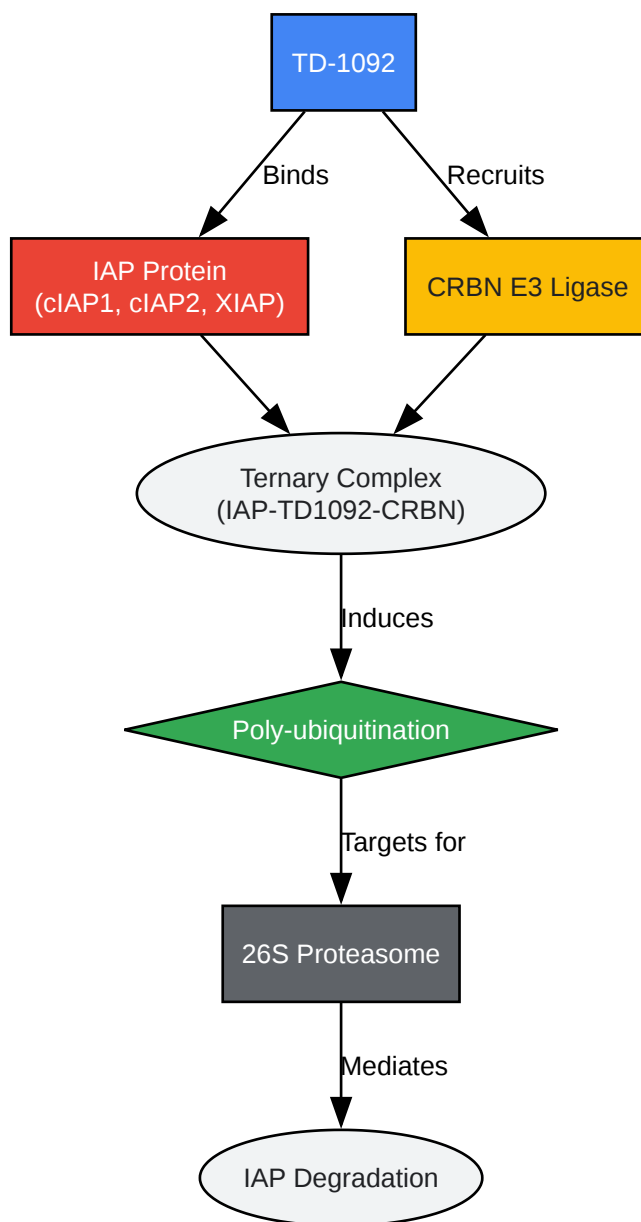 TD-1092
Binds
Recruits
IAP Protein
(cIAP1, cIAP2, XIAP)
CRBN E3 Ligase
Ternary Complex
(IAP-TD1092-CRBN)
Induces
Poly-ubiquitination
Targets for
26S Proteasome
Mediates
IAP Degradation